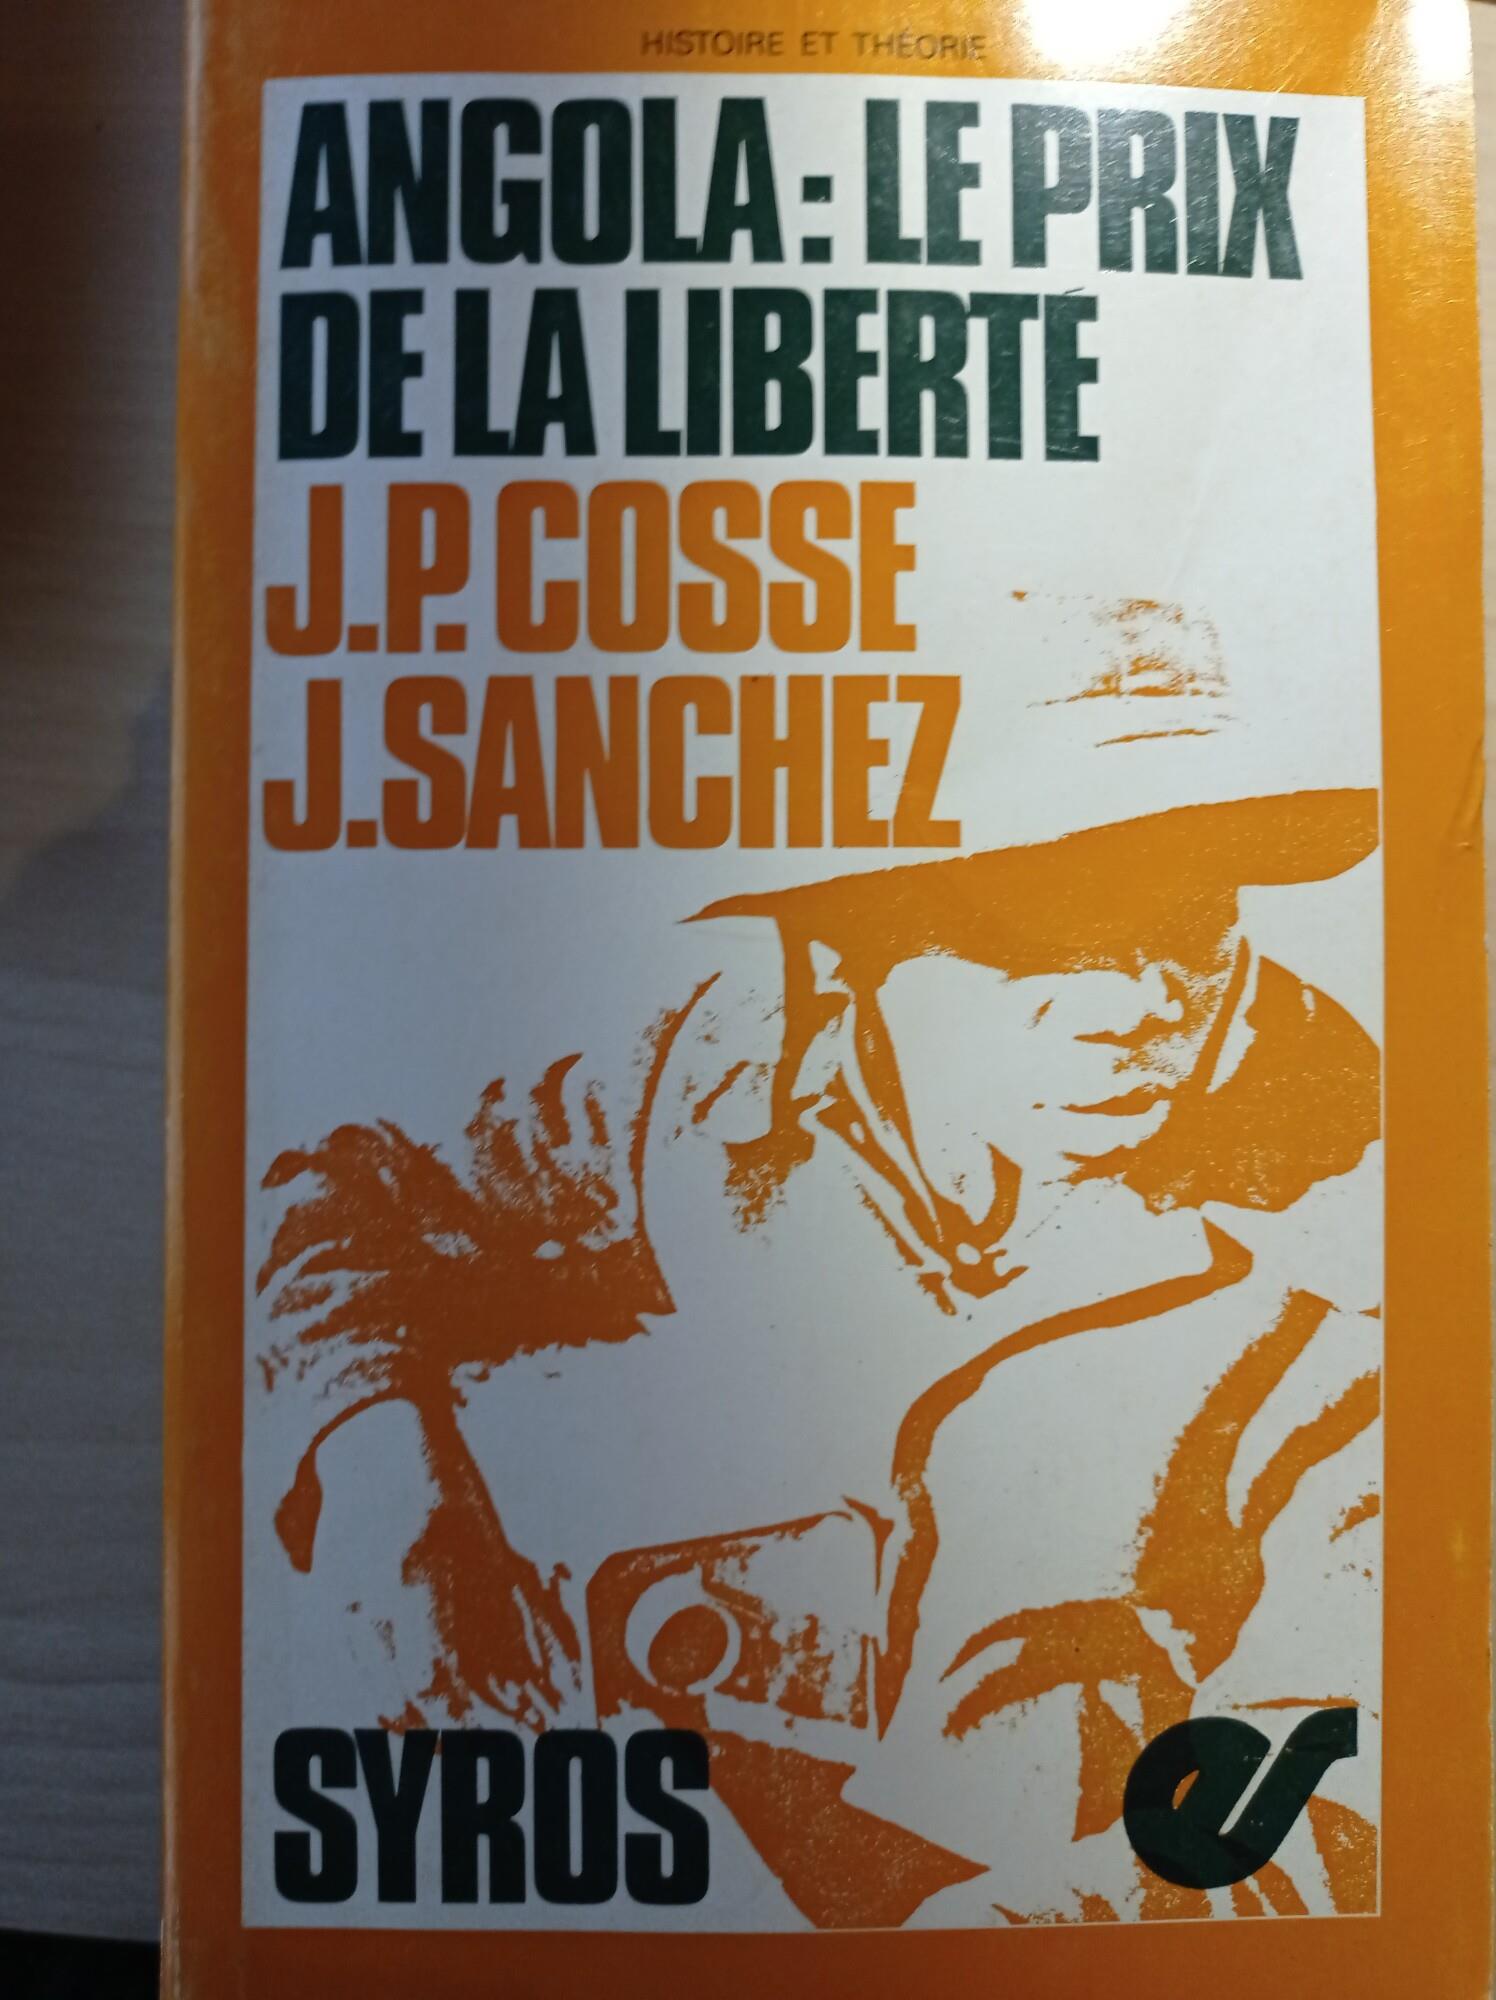 HISTOIRE ET THÉORIE
ANGOLA: LE PRIX
DE LA LIBERTÉ
J.P. COSSE
J. SANCHEZ
SYROS